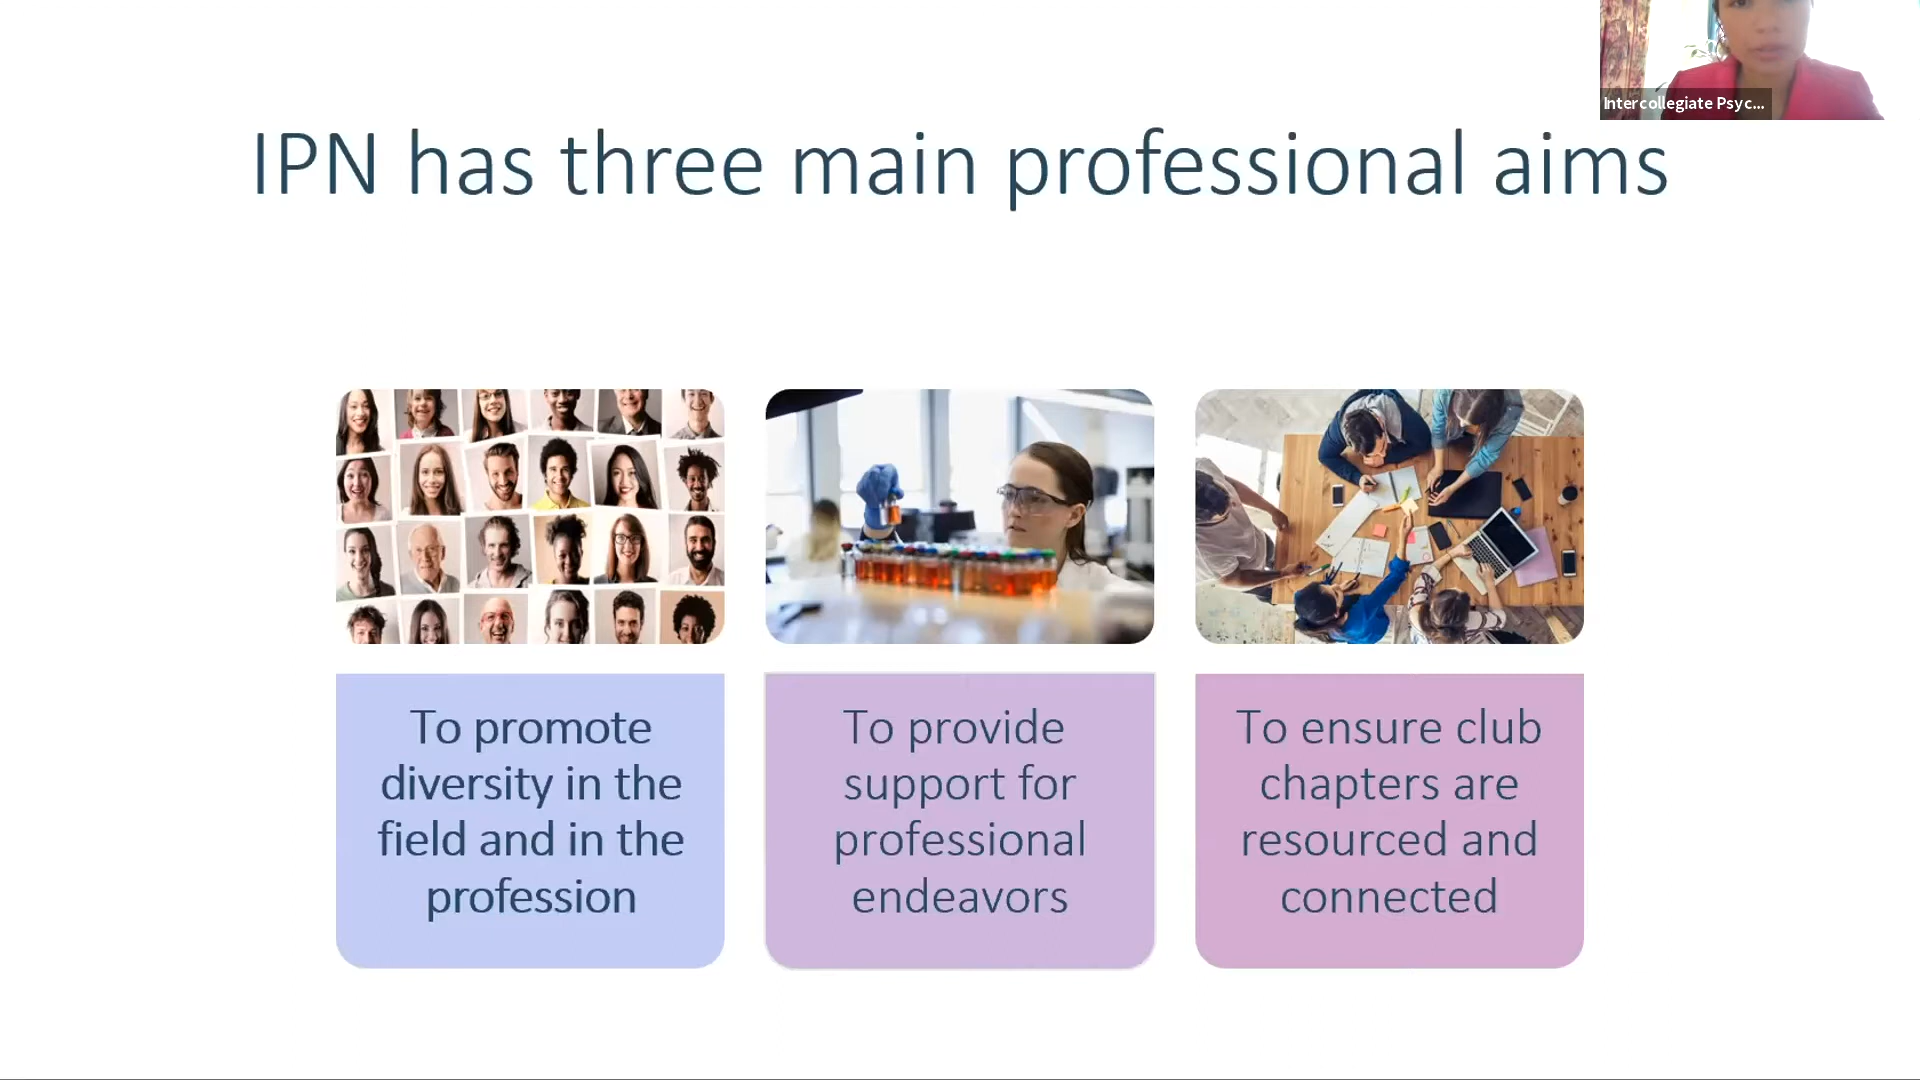 Intercollegiate Psyc...
IPN has three main professional aims
To promote
diversity in the
field and in the
profession
To provide
support for
professional
endeavors
To ensure club
chapters are
resourced and
connected